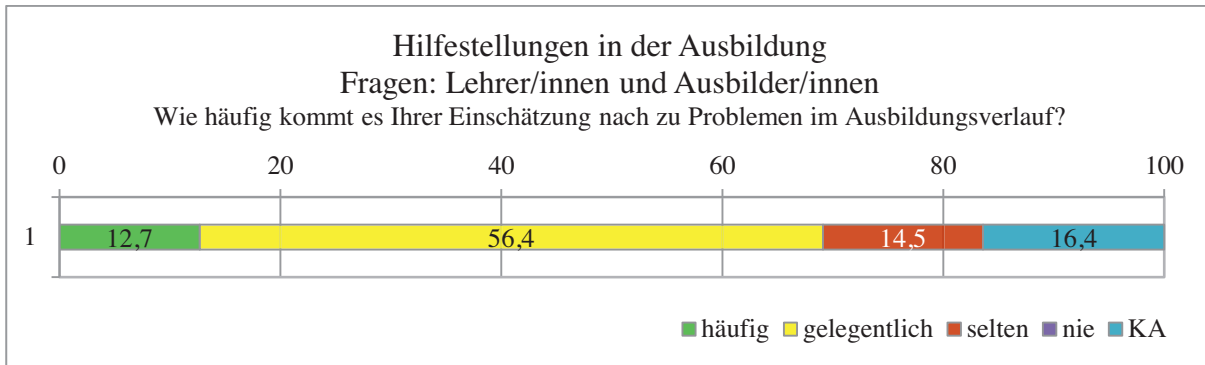 Hilfestellungen in der Ausbildung
Fragen: Lehrer/innen und Ausbilder/innen
Wie häufig kommt es Ihrer Einschätzung nach zu Problemen im Ausbildungsverlauf?
0 20 40 60 80 100
1 12,7 56,4 14,5 16,4
häufig gelegentlich selten nie KA